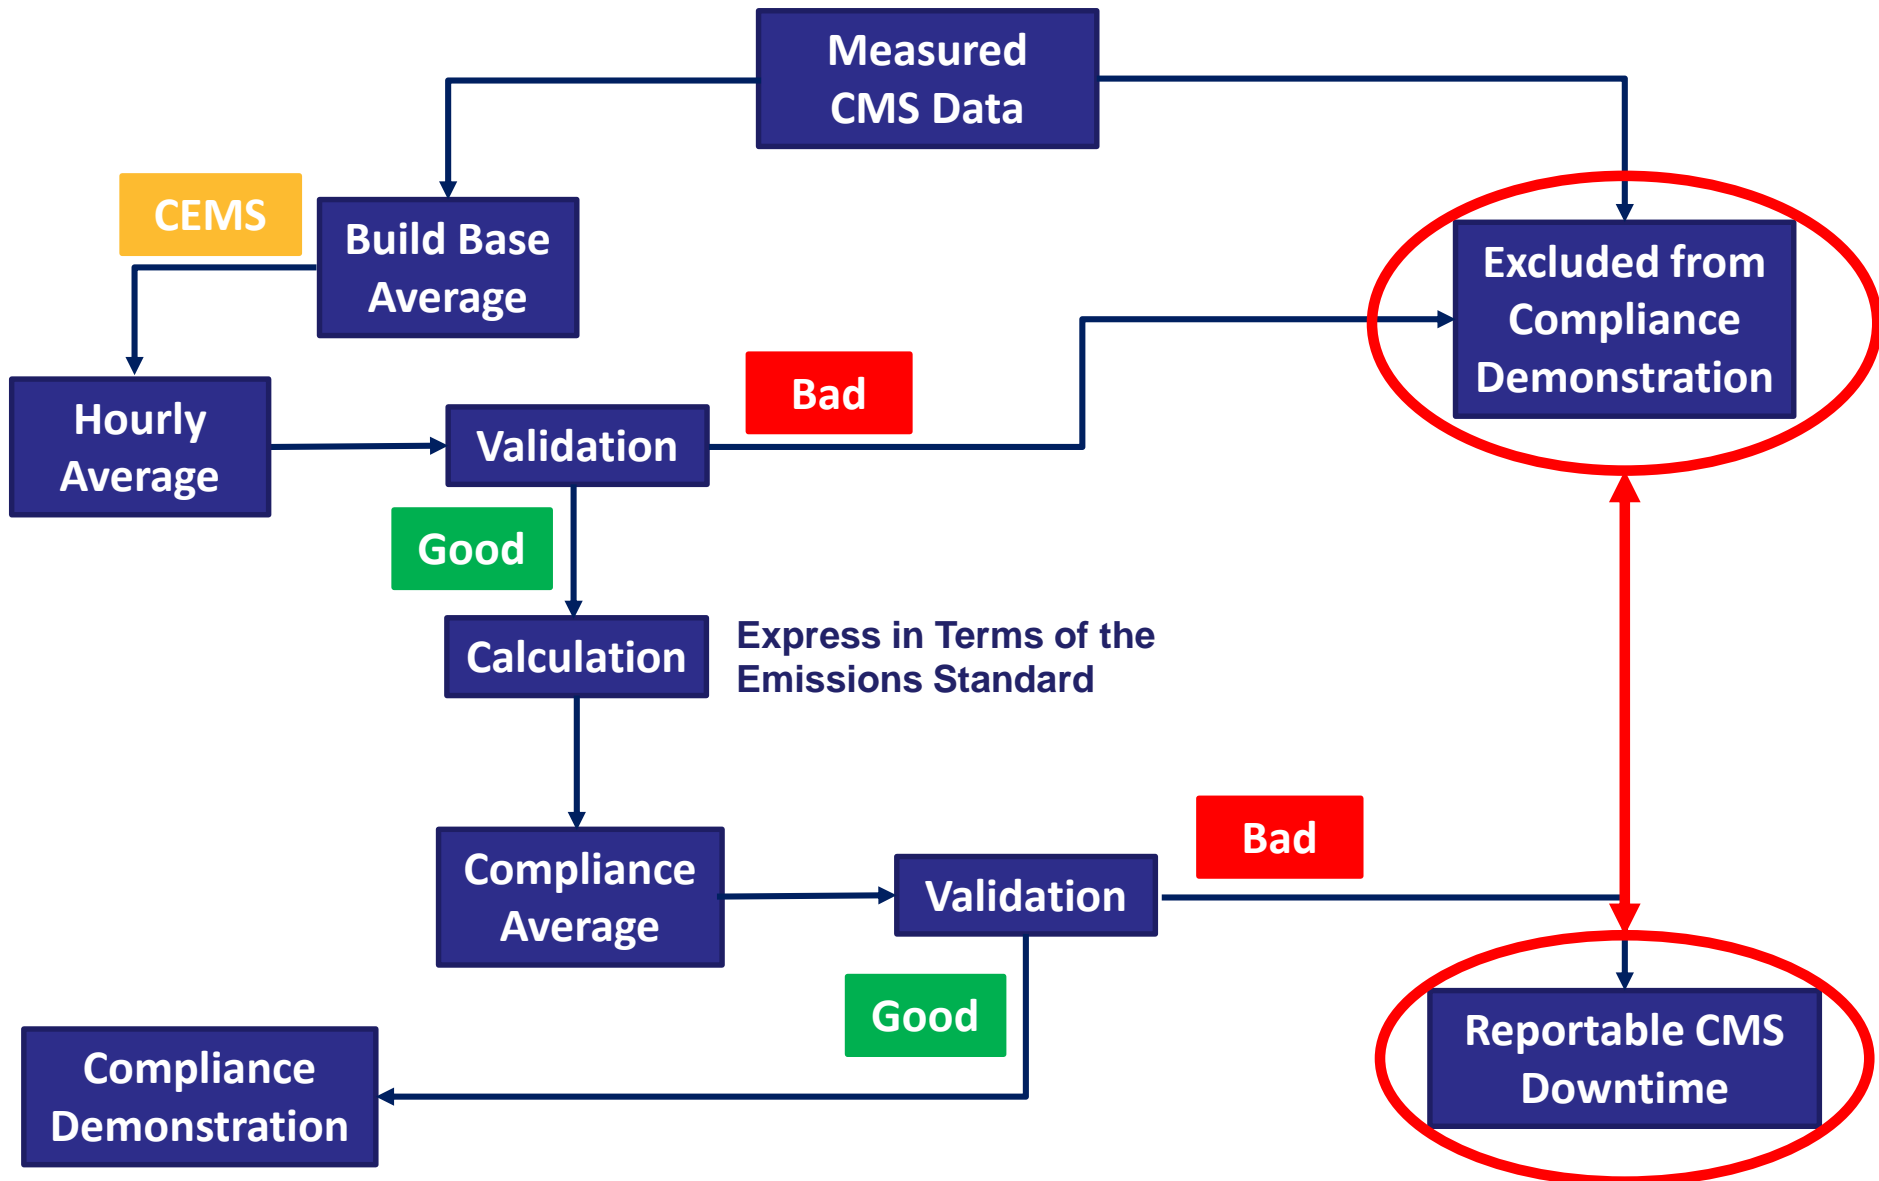 Measured
CMS Data
CEMS
Build Base
Average
Excluded from
Compliance
Demonstration
Hourly
Average
Validation
Bad
Good
Calculation
Express in Terms of the
Emissions Standard
Compliance
Average
Validation
Bad
Good
Reportable CMS
Downtime
Compliance
Demonstration